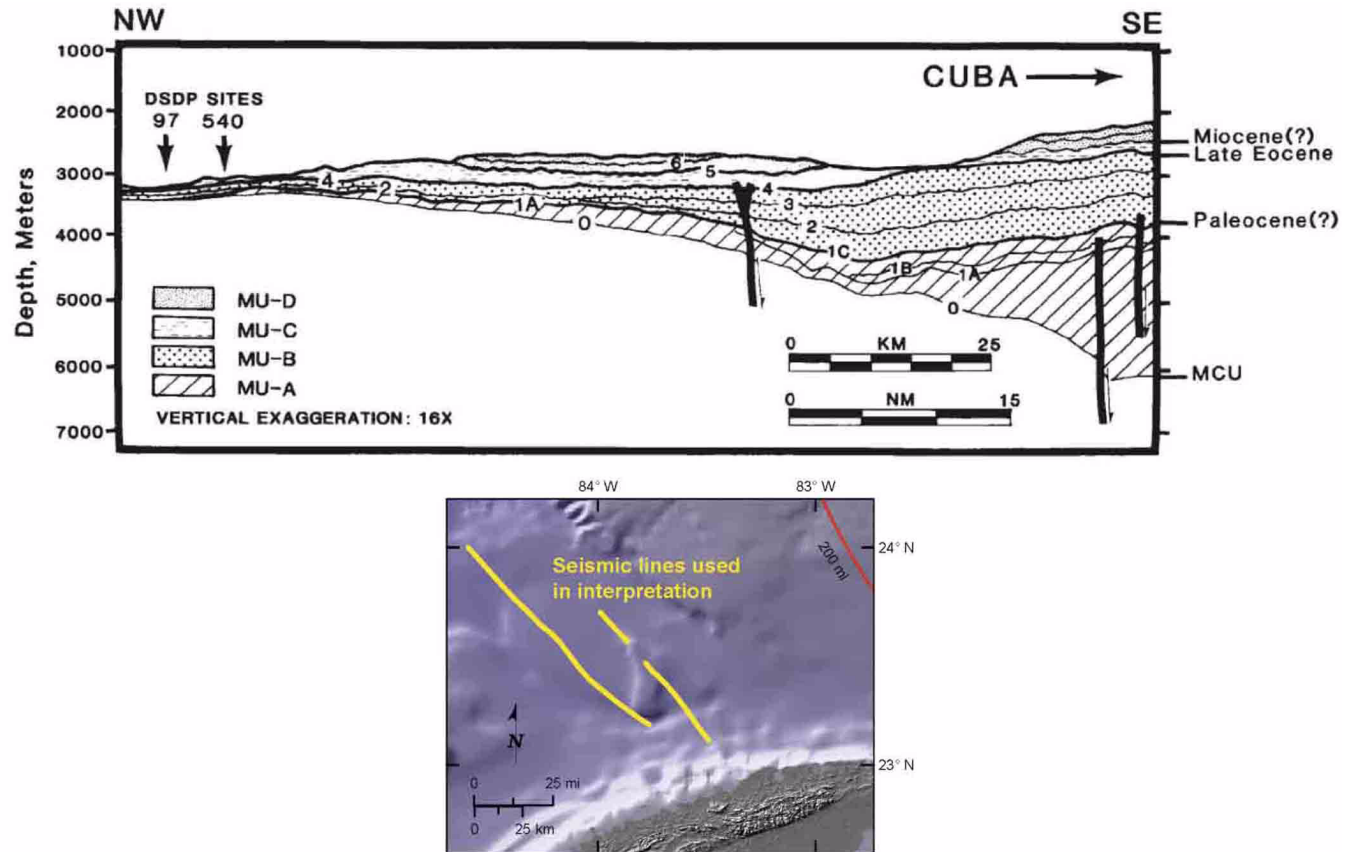 NW
SE
CUBA
DSDP SITES
97 540
1000
2000
3000
4000
5000
6000
7000
Depth, Meters
Miocene(?)
Late Eocene
Paleocene(?)
MCU
6
5
4
4
3
2
2
1A
0
1C
1B
1A
0
MU-D
MU-C
MU-B
MU-A
VERTICAL EXAGGERATION: 16X
0 KM 25
0 NM 15
84° W
83° W
24° N
200 mi
Seismic lines used
in interpretation
N
23° N
0 25 mi
0 25 km